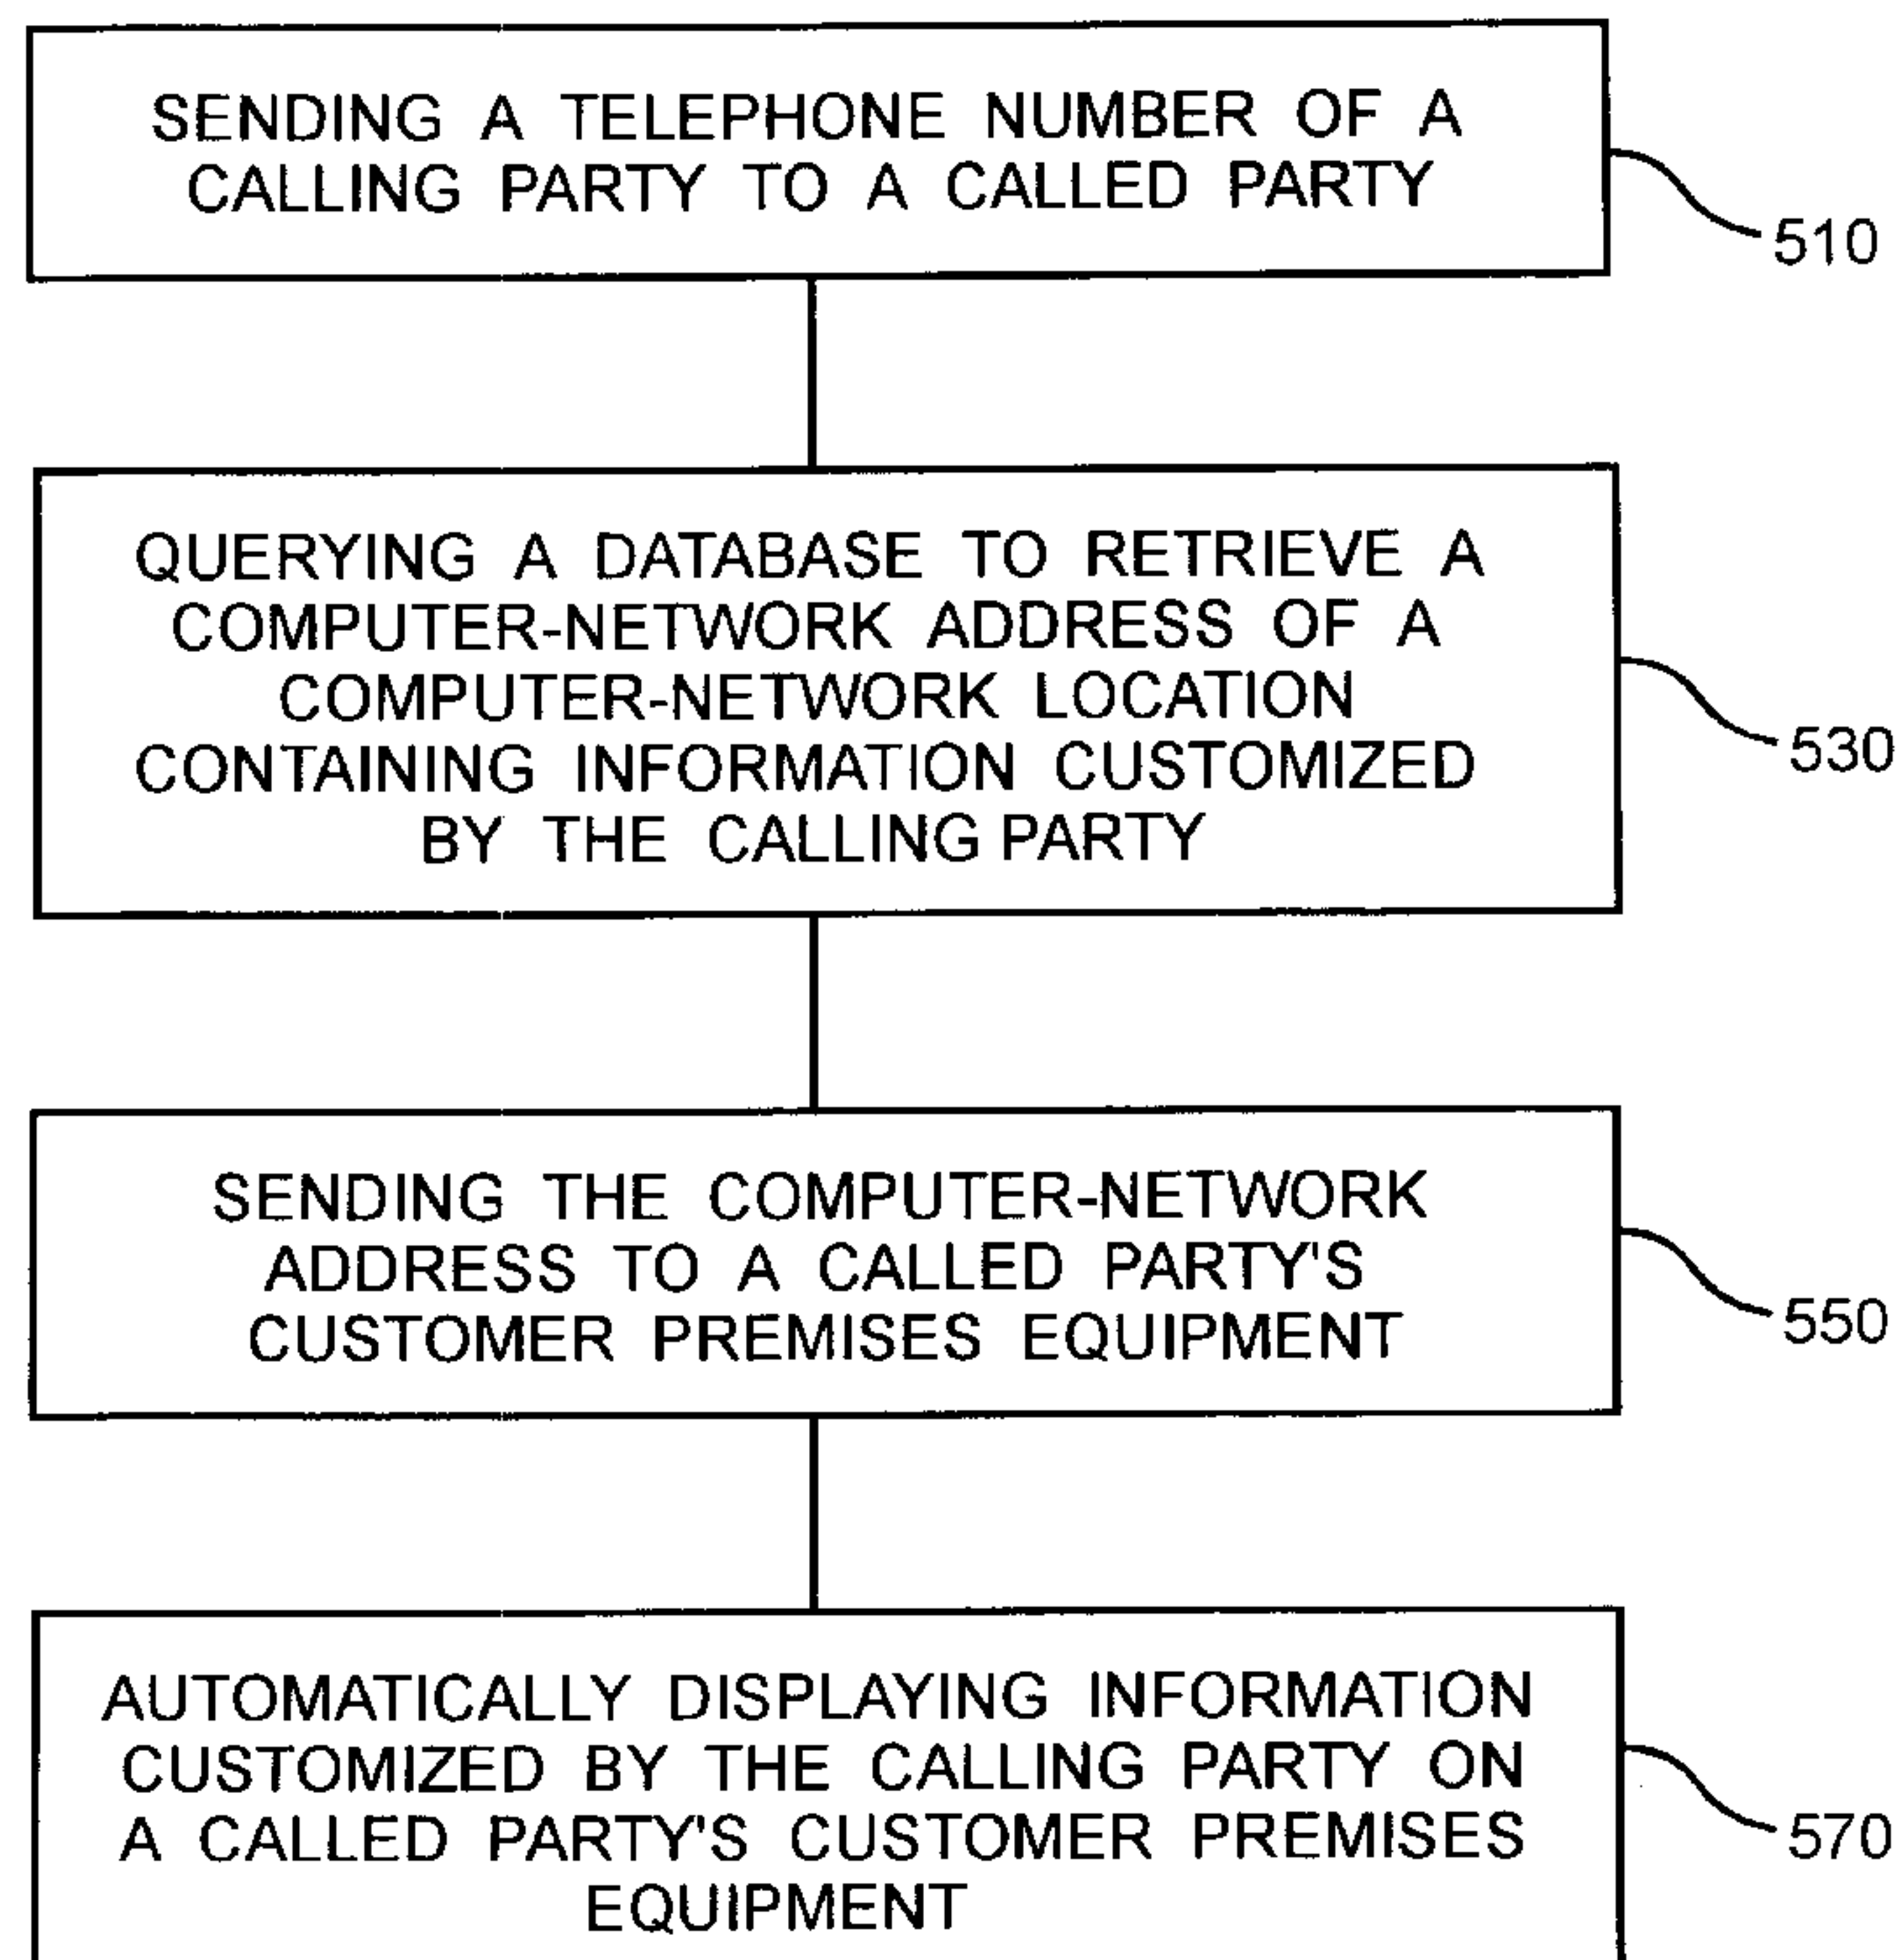 SENDING A TELEPHONE NUMBER OF A
CALLING PARTY TO A CALLED PARTY
510
QUERYING A DATABASE TO RETRIEVE A
COMPUTER-NETWORK ADDRESS OF A
COMPUTER-NETWORK LOCATION
CONTAINING INFORMATION CUSTOMIZED
BY THE CALLING PARTY
530
SENDING THE COMPUTER-NETWORK
ADDRESS TO A CALLED PARTY'S
CUSTOMER PREMISES EQUIPMENT
550
AUTOMATICALLY DISPLAYING INFORMATION
CUSTOMIZED BY THE CALLING PARTY ON
A CALLED PARTY'S CUSTOMER PREMISES
EQUIPMENT
570